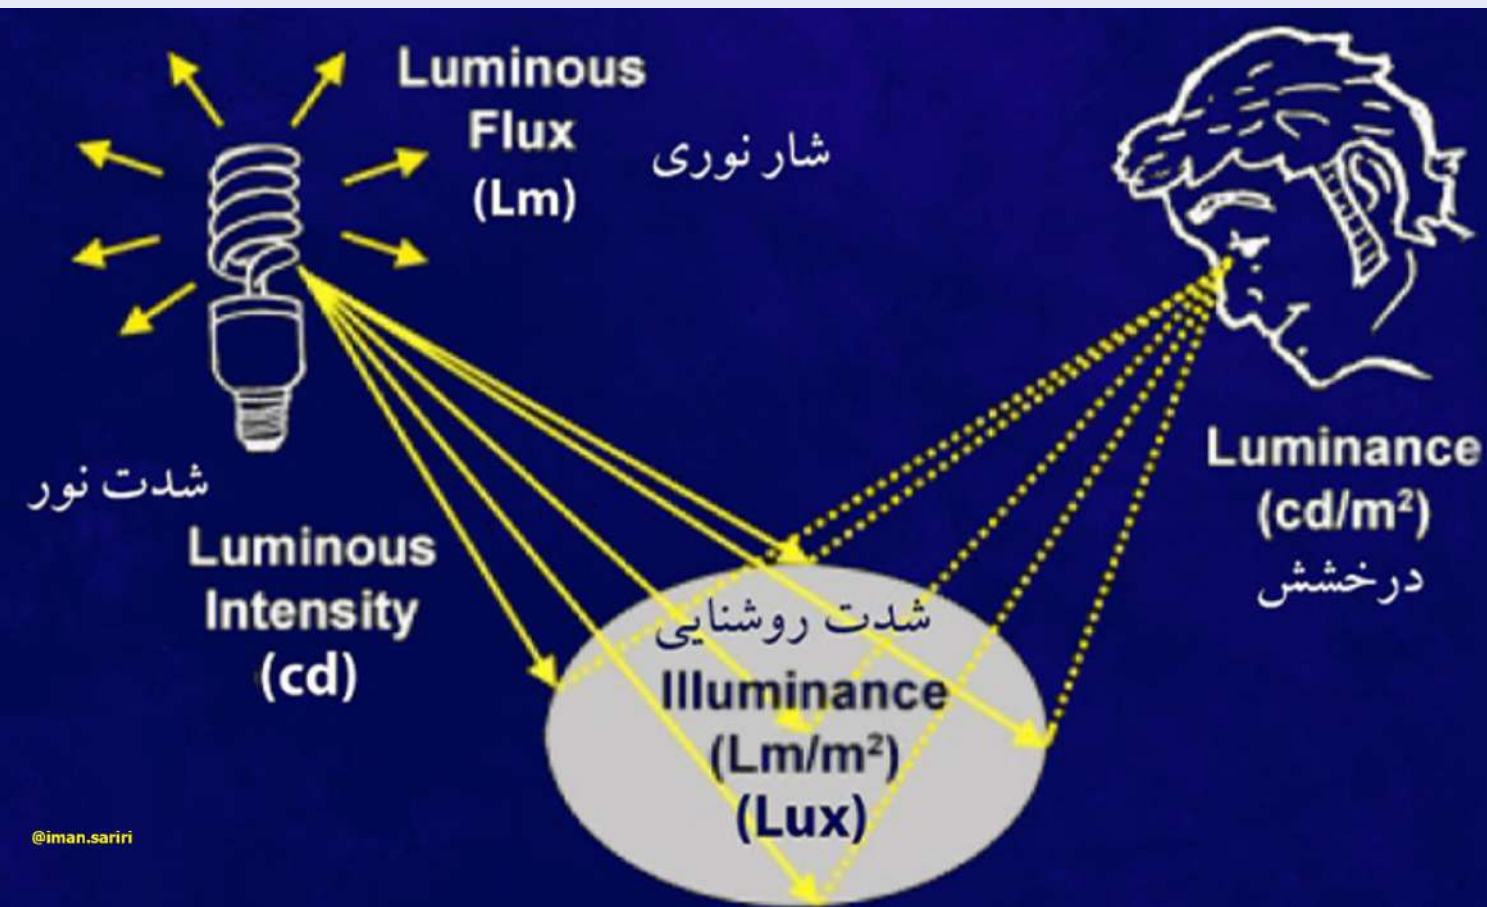 Luminous
Flux
(Lm)
شار نوری
شدت نور
Luminous
Intensity
(cd)
Luminance
(cd/m²)
درخشش
شدت روشنایی
Illuminance
(Lm/m²)
(Lux)
@iman.sariri